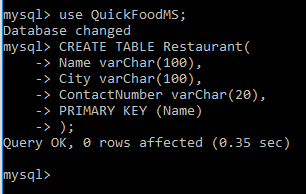 mysql> use QuickFoodMS;
Database changed
mysql> CREATE TABLE Restaurant(
    -> Name varChar(100),
    -> City varChar(100),
    -> ContactNumber varChar(20),
    -> PRIMARY KEY (Name)
    -> );
Query OK, 0 rows affected (0.35 sec)
mysql>